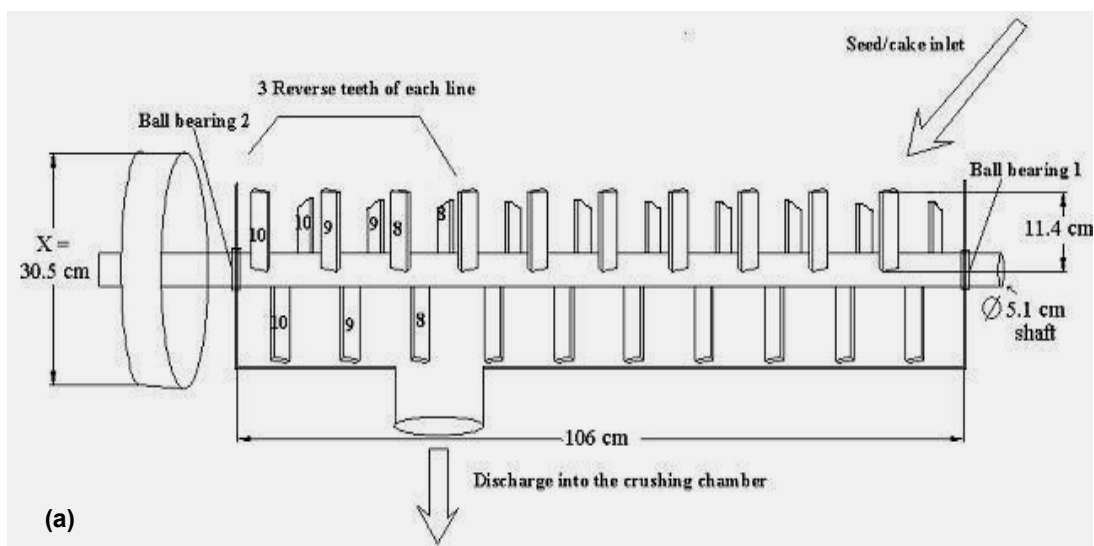 Seed/cake inlet
3 Reverse teeth of each line
Ball bearing 2
Ball bearing 1
X =
30.5 cm
10
10
9
9
8
8
11.4 cm
10
9
8
Ø 5.1 cm
shaft
106 cm
Discharge into the crushing chamber
(a)